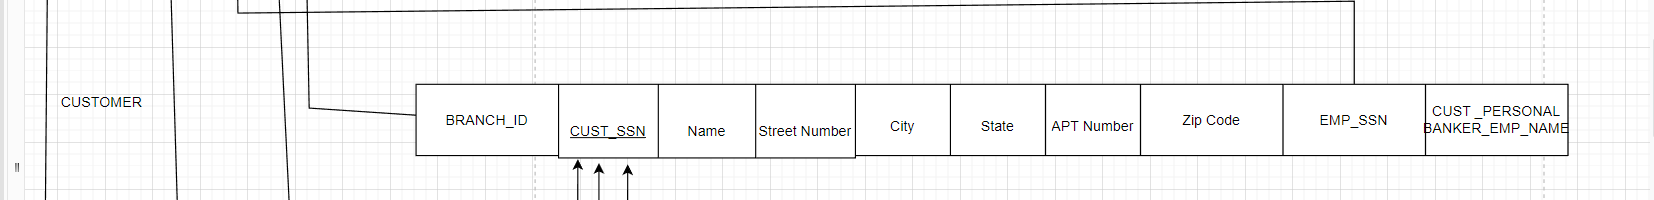 CUSTOMER
BRANCH_ID
CUST_SSN
Name
Street Number
City
State
APT Number
Zip Code
EMP_SSN
CUST _PERSONAL
BANKER_EMP_NAME